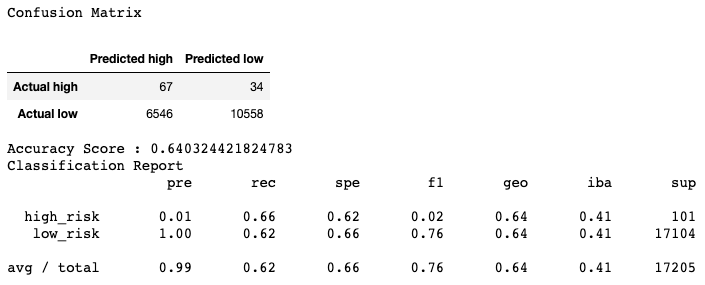 Confusion Matrix
Predicted high Predicted low
Actual high 67 34
Actual low 6546 10558
Accuracy Score : 0.640324421824783
Classification Report
pre rec spe f1 geo iba sup
high_risk 0.01 0.66 0.62 0.02 0.64 0.41 101
low_risk 1.00 0.62 0.66 0.76 0.64 0.41 17104
avg / total 0.99 0.62 0.66 0.76 0.64 0.41 17205